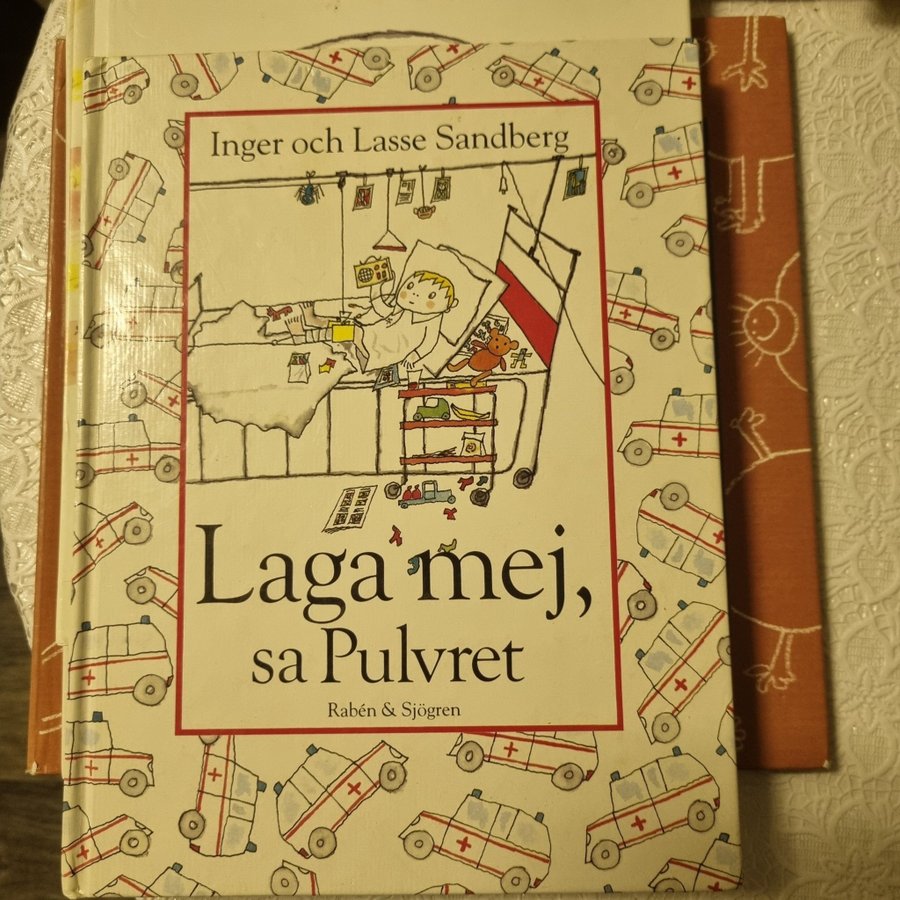 Inger och Lasse Sandberg
Laga mej,
sa Pulvret
Rabén & Sjögren